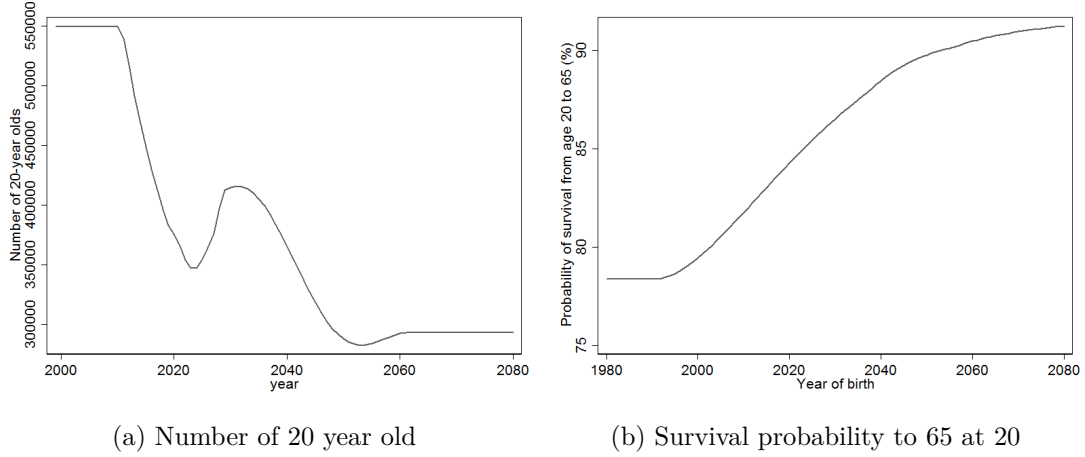 Number of 20-year olds
550000
500000
450000
400000
350000
300000
2000 2020 2040 2060 2080
year
(a) Number of 20 year old
Probability of survival from age 20 to 65 (%)
90
85
80
75
1980 2000 2020 2040 2060 2080
Year of birth
(b) Survival probability to 65 at 20